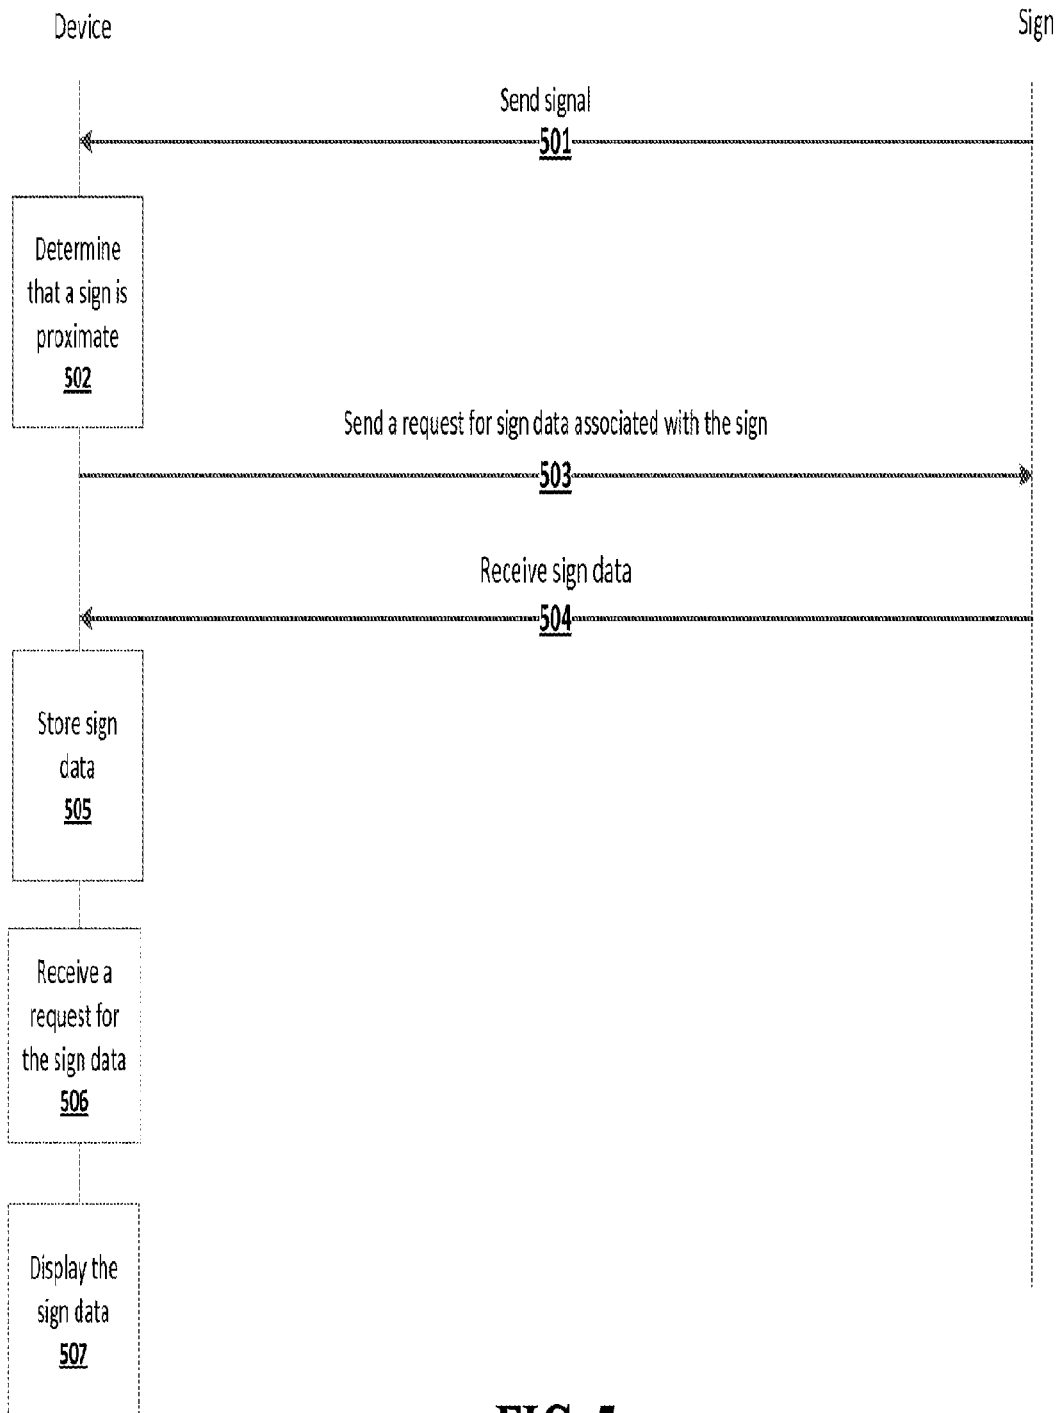 Device
Sign
Send signal
501
Determine
that a sign is
proximate
502
Send a request for sign data associated with the sign
503
Receive sign data
504
Store sign
data
505
Receive a
request for
the sign data
506
Display the
sign data
507